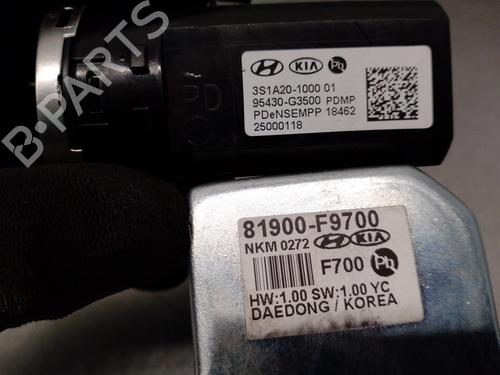 B-PARTS
PD
HYUNDAI KIA Pb
3S1A20-1000 01
95430-G3500 PDMP
PDeNSEMPP 18462
25000118
81900-F9700
NKM 0272 KIA
F700 Pb
HW:1.00 SW:1.00 YC
DAEDONG / KOREA